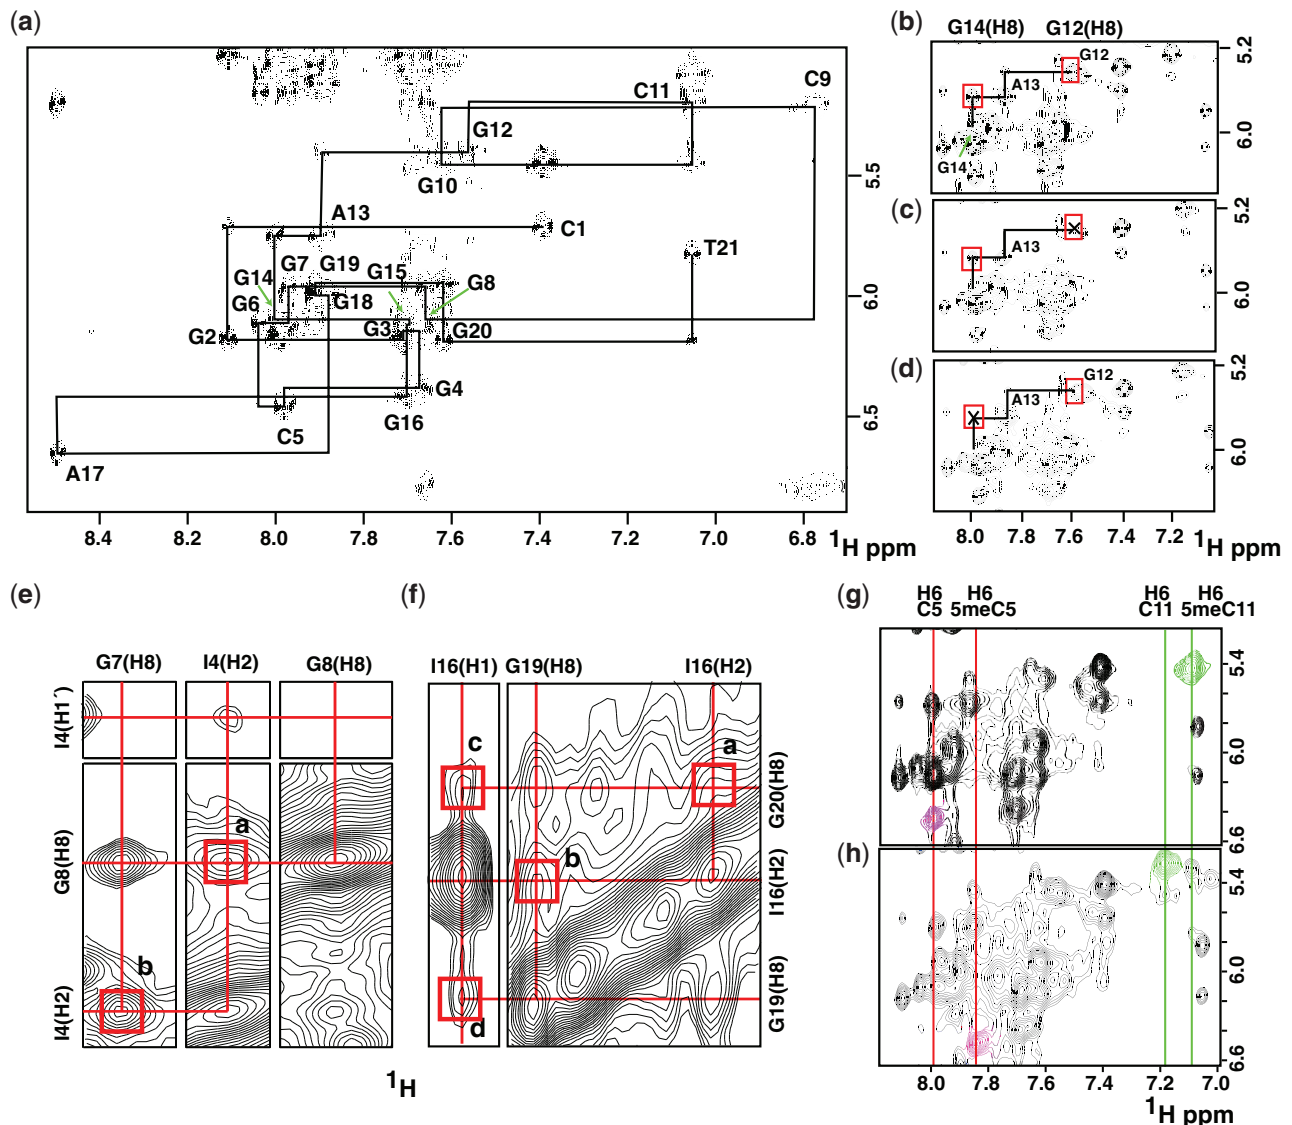 (a)
C9
C11
G12
G10
A13
C1
T21
G7
G19
G15
G14
G8
G6
G18
G3
G20
G2
G4
C5
G16
A17
5.5
6.0
6.5
8.4
8.2
8.0
7.8
7.6
7.4
7.2
7.0
6.8
1H ppm
(b)
G14(H8)
G12(H8)
G12
A13
G14
5.2
6.0
(c)
A13
X
5.2
6.0
(d)
G12
A13
X
5.2
6.0
8.0
7.8
7.6
7.4
7.2
1H ppm
(e)
G7(H8)
I4(H2)
G8(H8)
I4(H1´)
G8(H8)
I4(H2)
a
b
1H
(f)
I16(H1)
G19(H8)
I16(H2)
c
a
b
d
G20(H8)
I16(H2)
G19(H8)
(g)
H6 H6 H6 H6
C5 5meC5 C11 5meC11
5.4
6.0
6.6
(h)
5.4
6.0
6.6
8.0
7.8
7.6
7.4
7.2
7.0
1H ppm